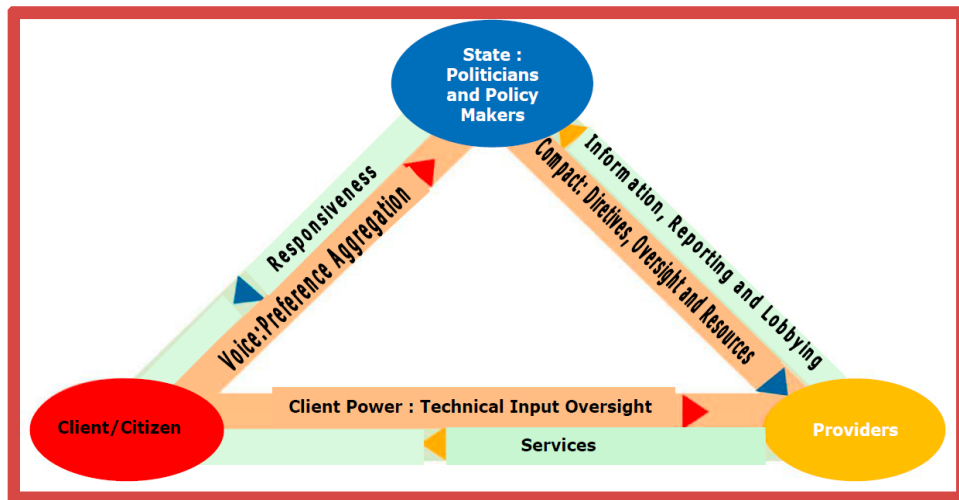 State :
Politicians
and Policy
Makers
Responsiveness
Voice:Preference Aggregation
Information, Reporting and Lobbying
Compact: Diretives, Oversight and Resources
Client/Citizen
Client Power : Technical Input Oversight
Services
Providers